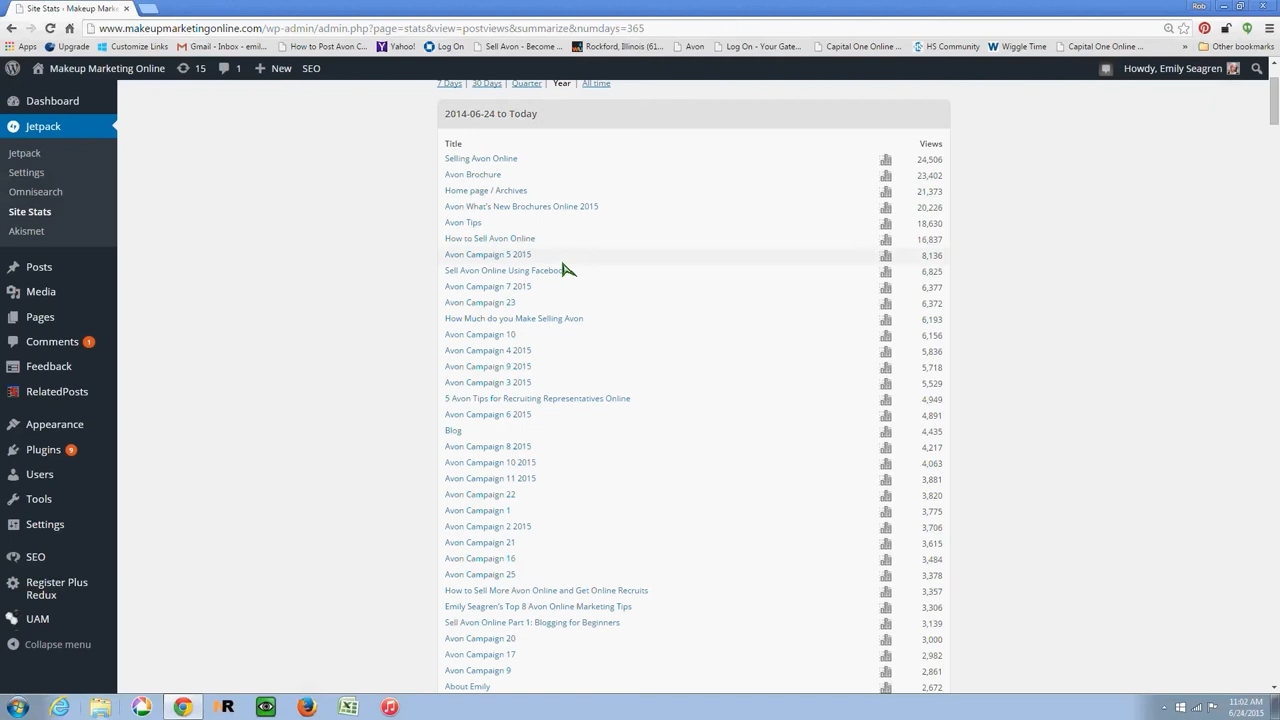 Site Stats ‹ Makeup Market
Rob
www.makeupmarketingonline.com/wp-admin/admin.php?page=stats&view=postviews&summarize&numdays=365
Apps Upgrade Customize Links Gmail - Inbox - emil... How to Post Avon C... Yahoo! Log On Sell Avon - Become ... Rockford, Illinois (61... Avon Log On - Your Gate... Capital One Online ... HS Community Wiggle Time Capital One Online ... » Other bookmarks
Makeup Marketing Online 15 1 New SEO Howdy, Emily Seagren
7 Days | 30 Days | Quarter | Year | All time
Dashboard
Jetpack
Jetpack
Settings
Omnisearch
Site Stats
Akismet
Posts
Media
Pages
Comments 1
Feedback
RelatedPosts
Appearance
Plugins 9
Users
Tools
Settings
SEO
Register Plus
Redux
UAM
Collapse menu
2014-06-24 to Today
Title Views
Selling Avon Online 24,506
Avon Brochure 23,402
Home page / Archives 21,373
Avon What's New Brochures Online 2015 20,226
Avon Tips 18,630
How to Sell Avon Online 16,837
Avon Campaign 5 2015 8,136
Sell Avon Online Using Facebook 6,825
Avon Campaign 7 2015 6,377
Avon Campaign 23 6,372
How Much do you Make Selling Avon 6,193
Avon Campaign 10 6,156
Avon Campaign 4 2015 5,836
Avon Campaign 9 2015 5,718
Avon Campaign 3 2015 5,529
5 Avon Tips for Recruiting Representatives Online 4,949
Avon Campaign 6 2015 4,891
Blog 4,435
Avon Campaign 8 2015 4,217
Avon Campaign 10 2015 4,063
Avon Campaign 11 2015 3,881
Avon Campaign 22 3,820
Avon Campaign 1 3,775
Avon Campaign 2 2015 3,706
Avon Campaign 21 3,615
Avon Campaign 16 3,484
Avon Campaign 25 3,378
How to Sell More Avon Online and Get Online Recruits 3,357
Emily Seagren's Top 8 Avon Online Marketing Tips 3,306
Sell Avon Online Part 1: Blogging for Beginners 3,139
Avon Campaign 20 3,000
Avon Campaign 17 2,982
Avon Campaign 9 2,861
About Emily 2,672
11:02 AM
6/24/2015